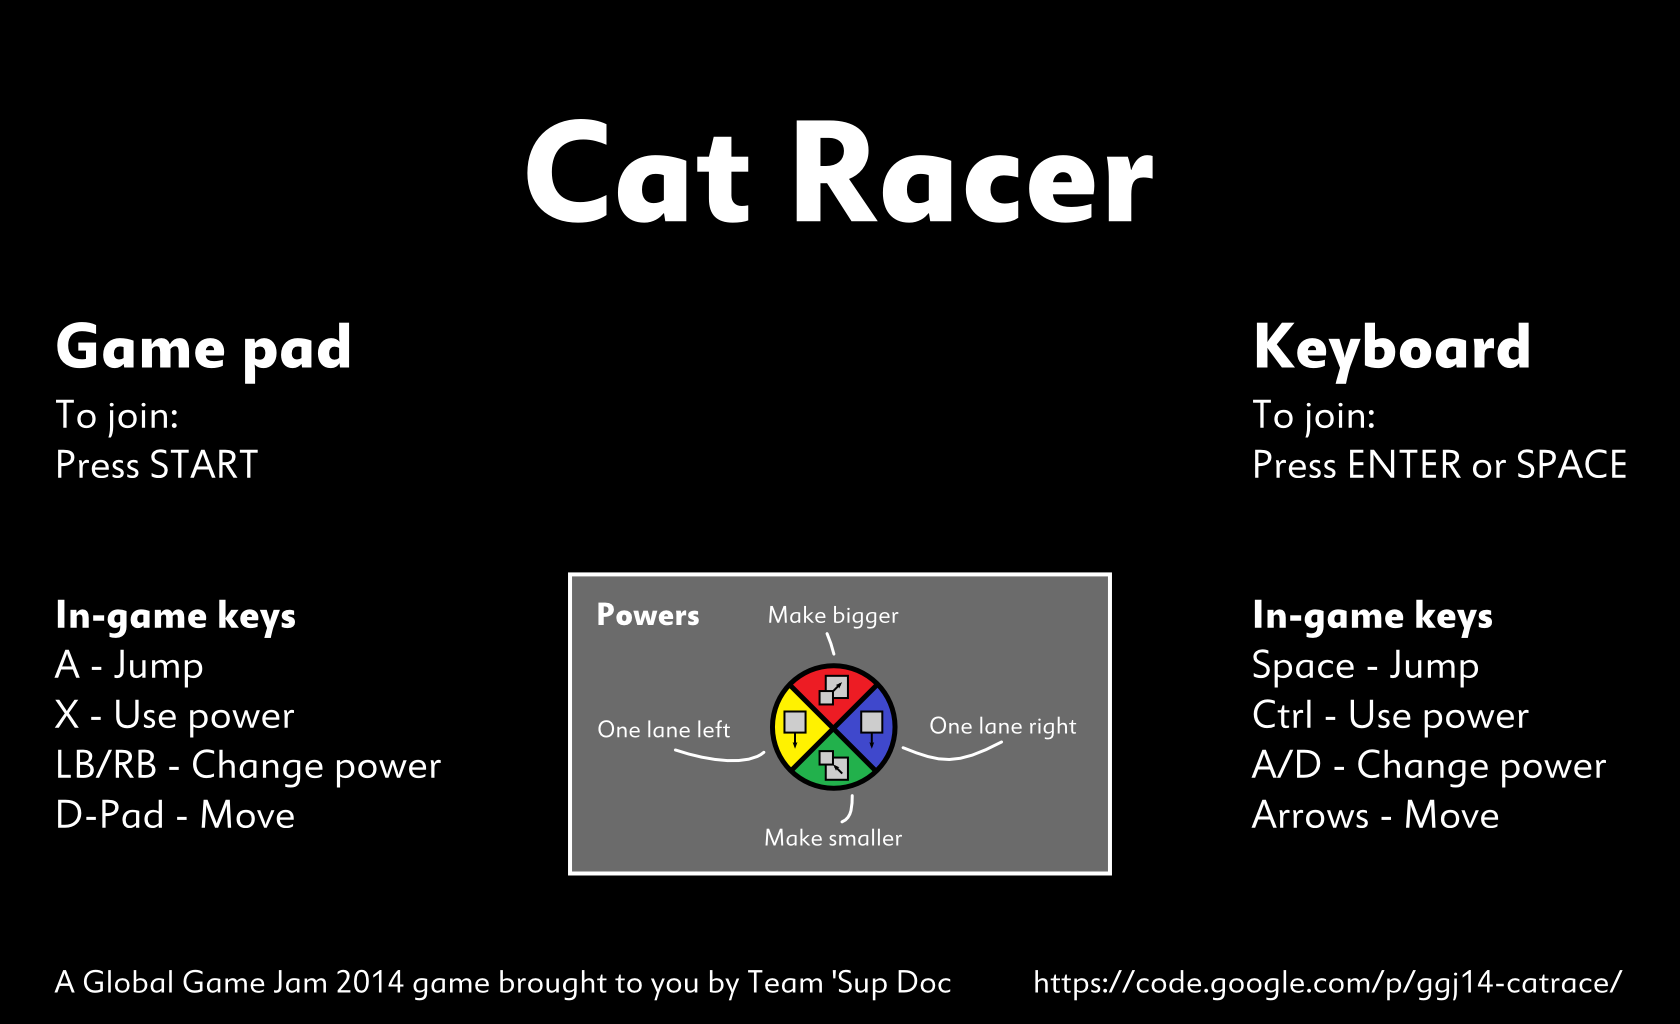 Cat Racer
Game pad
To join:
Press START
Keyboard
To join:
Press ENTER or SPACE
In-game keys
A - Jump
X - Use power
LB/RB - Change power
D-Pad - Move
Powers
Make bigger
One lane left
One lane right
Make smaller
In-game keys
Space - Jump
Ctrl - Use power
A/D - Change power
Arrows - Move
A Global Game Jam 2014 game brought to you by Team 'Sup Doc
https://code.google.com/p/ggj14-catrace/